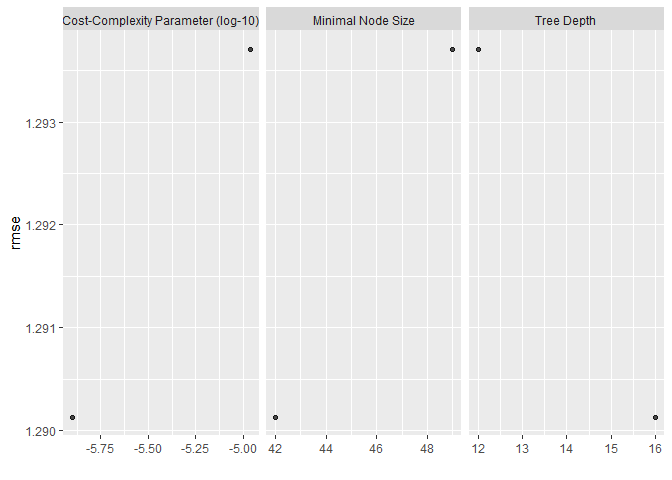 Cost-Complexity Parameter (log-10) Minimal Node Size Tree Depth
rmse
1.293
1.292
1.291
1.290
-5.75 -5.50 -5.25 -5.00 42 44 46 48 12 13 14 15 16